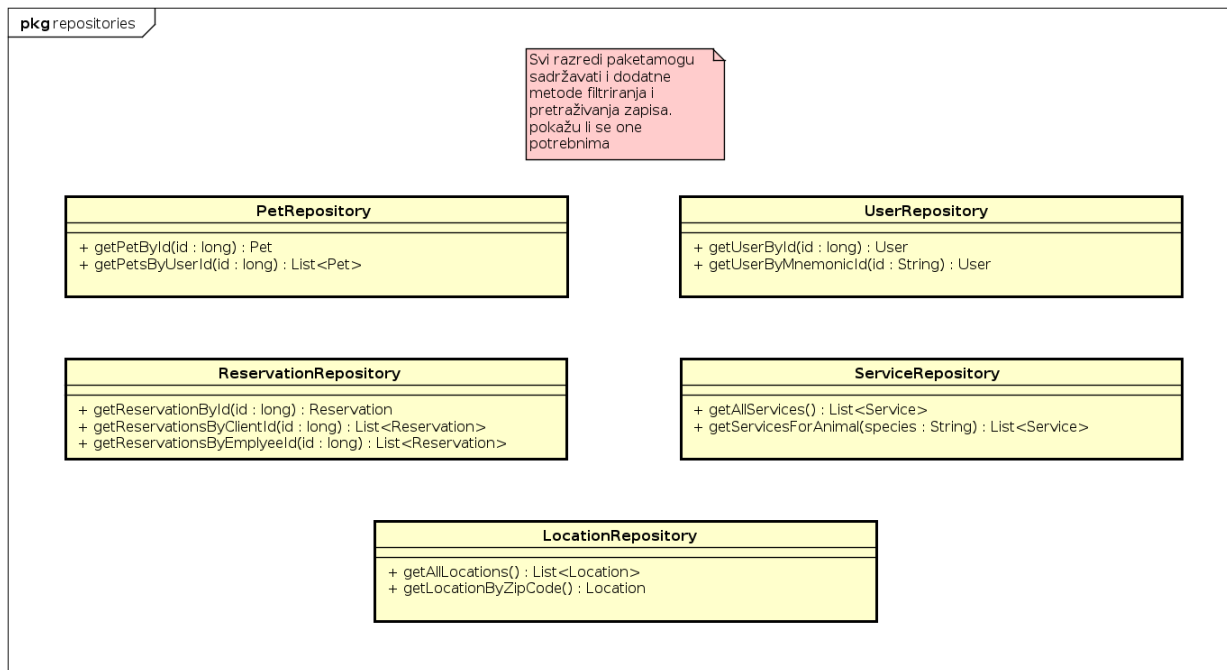 pkg repositories
Svi razredi paketamogu
sadržavati i dodatne
metode filtriranja i
pretraživanja zapisa.
pokažu li se one
potrebnima
PetRepository
+ getPetById(id : long) : Pet
+ getPetsByUserId(id : long) : List<Pet>
UserRepository
+ getUserById(id : long) : User
+ getUserByMnemonicId(id : String) : User
ReservationRepository
+ getReservationById(id : long) : Reservation
+ getReservationsByClientId(id : long) : List<Reservation>
+ getReservationsByEmplyeeId(id : long) : List<Reservation>
ServiceRepository
+ getAllServices() : List<Service>
+ getServicesForAnimal(species : String) : List<Service>
LocationRepository
+ getAllLocations() : List<Location>
+ getLocationByZipCode() : Location